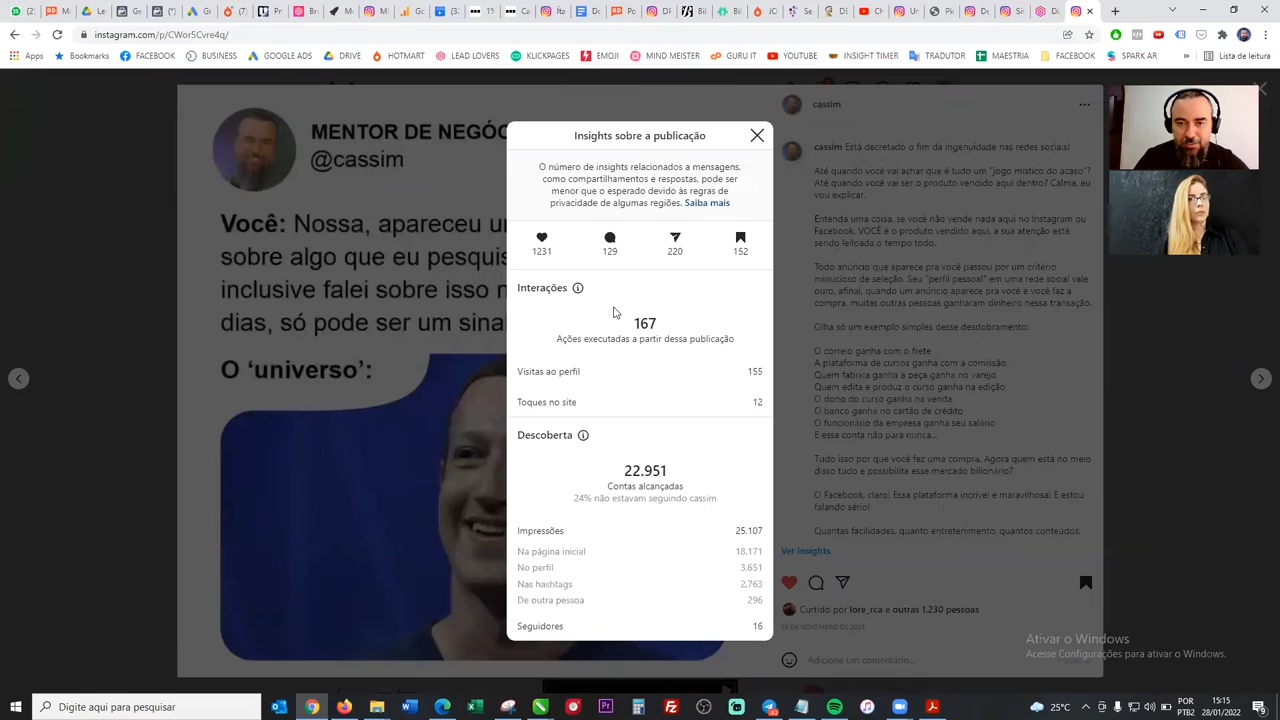 instagram.com/p/CWor5Cvre4q/
Apps
Bookmarks
FACEBOOK
BUSINESS
GOOGLE ADS
DRIVE
HOTMART
LEAD LOVERS
KLICKPAGES
EMOJI
MIND MEISTER
GURU IT
YOUTUBE
INSIGHT TIMER
TRADUTOR
MAESTRIA
FACEBOOK
SPARK AR
Lista de leitura
MENTOR DE NEGÓC
@cassim
Você: Nossa, apareceu u
sobre algo que eu pesquis
inclusive falei sobre isso n
dias, só pode ser um sina
O 'universo':
Insights sobre a publicação
O número de insights relacionados a mensagens,
como compartilhamentos e respostas, pode ser
menor que o esperado devido às regras de
privacidade de algumas regiões. Saiba mais
1231 129 220 152
Interações
167
Ações executadas a partir dessa publicação
Visitas ao perfil 155
Toques no site 12
Descoberta
22.951
Contas alcançadas
24% não estavam seguindo cassim
Impressões 25.107
Na página inicial 18.171
No perfil 3.651
Nas hashtags 2.763
De outra pessoa 296
Seguidores 16
cassim
cassim Está decretado o fim da ingenuidade nas redes sociais!
Até quando você vai achar que é tudo um "jogo místico do acaso"?
Até quando você vai ser o produto vendido aqui dentro? Calma, eu
vou explicar.
Entenda uma coisa, se você não vende nada aqui no Instagram ou
Facebook, VOCÊ é o produto vendido aqui, a sua atenção está
sendo leiloada o tempo todo.
Todo anúncio que aparece pra você passou por um critério
minucioso de seleção. Seu "perfil pessoal" em uma rede social vale
ouro, afinal, quando um anúncio aparece pra você e você faz a
compra, muitas outras pessoas ganharam dinheiro nessa transação.
Olha só um exemplo simples desse desdobramento:
O correio ganha com o frete
A plataforma de cursos ganha com a comissão
Quem fabrica ganha a peça ganha no varejo
Quem edita e produz o curso ganha na edição
O dono do curso ganha na venda
O banco ganha no cartão de crédito
O funcionário da empresa ganha seu salário
E essa conta não para nunca...
Tudo isso por que você fez uma compra. Agora quem está no meio
disso tudo e possibilita esse mercado bilionário?
O Facebook, claro! Essa plataforma incrível e maravilhosa! E estou
falando sério!
Quantas facilidades, quanto entretenimento, quantos conteúdos.
Ver insights
Curtido por lore_rca e outras 1.230 pessoas
DE NOVEMBRO DE 2021
Adicione um comentário...
Ativar o Windows
Acesse Configurações para ativar o Windows.
Digite aqui para pesquisar
25°C
POR
PTB2
15:15
28/01/2022